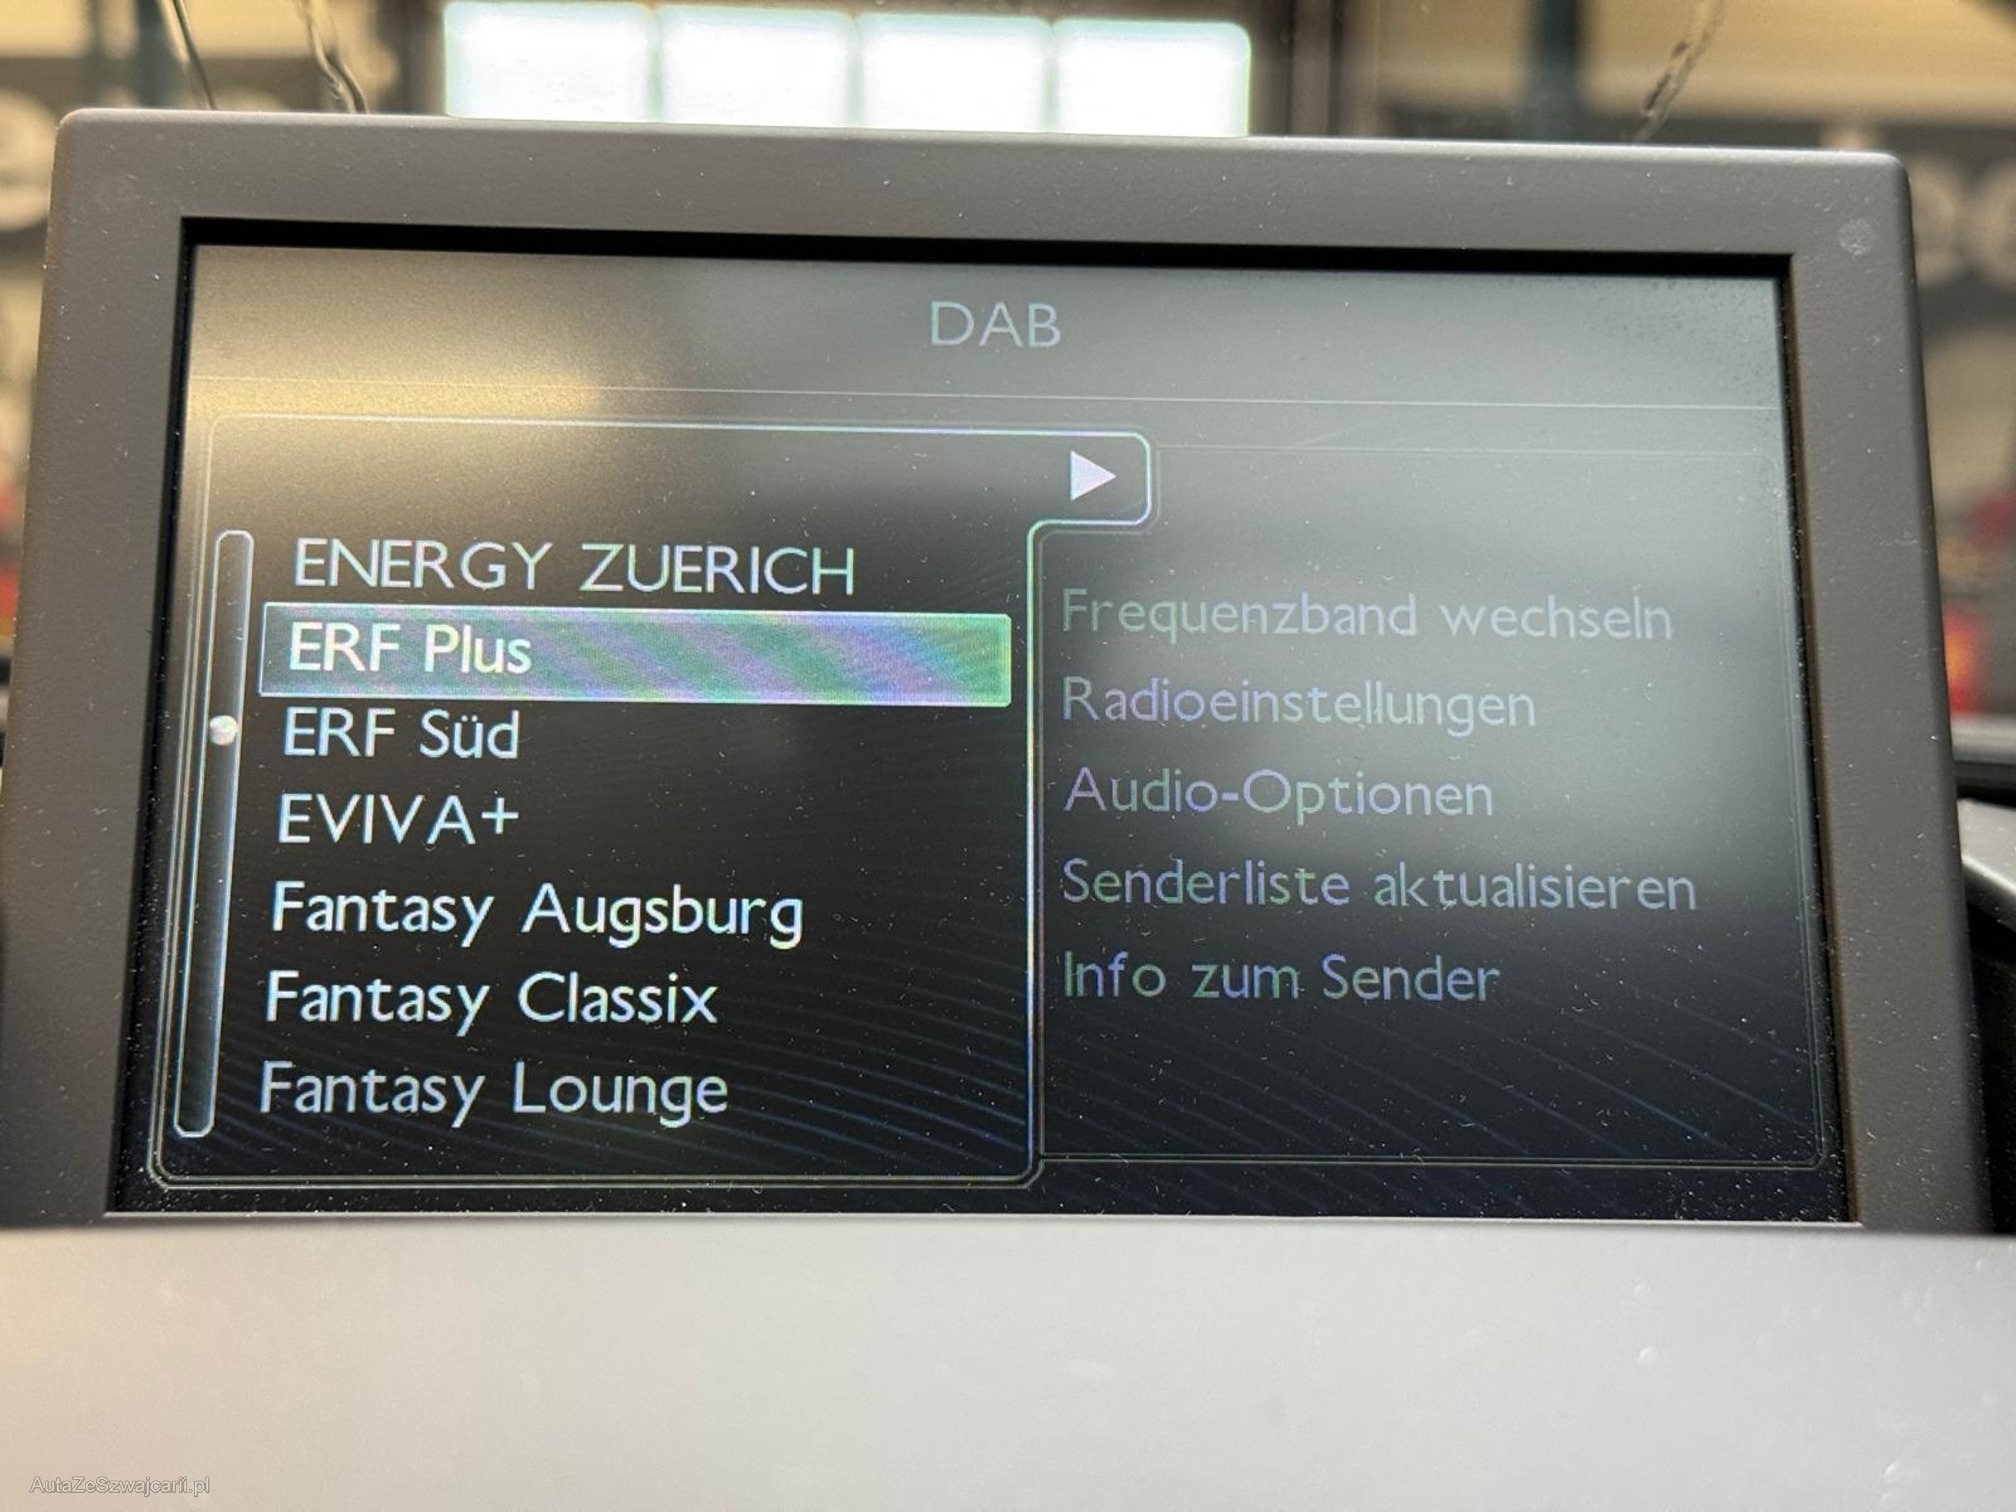 DAB
ENERGY ZUERICH
ERF Plus
ERF Süd
EVIVA+
Fantasy Augsburg
Fantasy Classix
Fantasy Lounge
Frequenzband wechseln
Radioeinstellungen
Audio-Optionen
Senderliste aktualisieren
Info zum Sender
AutaZeSzwajcarii.pl